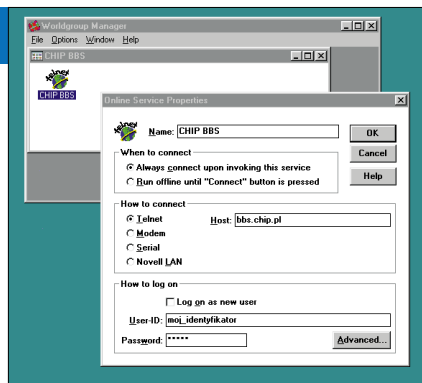 Worldgroup Manager
File Options Window Help
CHIP BBS
telnet
CHIP BBS
Online Service Properties
telnet
Name: CHIP BBS
OK
When to connect
Cancel
Always connect upon invoking this service
Run offline until "Connect" button is pressed
Help
How to connect
Telnet Host: bbs.chip.pl
Modem
Serial
Novell LAN
How to log on
Log on as new user
User-ID: moj_identyfikator
Password: *****
Advanced...